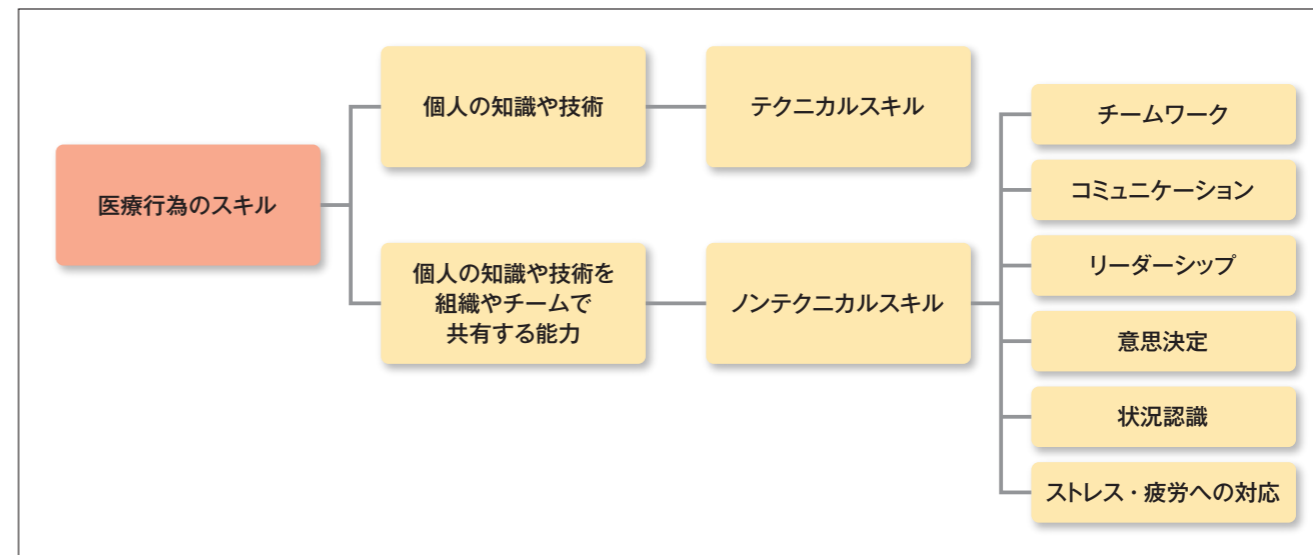 医療行為のスキル
個人の知識や技術
テクニカルスキル
個人の知識や技術を
組織やチームで
共有する能力
ノンテクニカルスキル
チームワーク
コミュニケーション
リーダーシップ
意思決定
状況認識
ストレス・疲労への対応